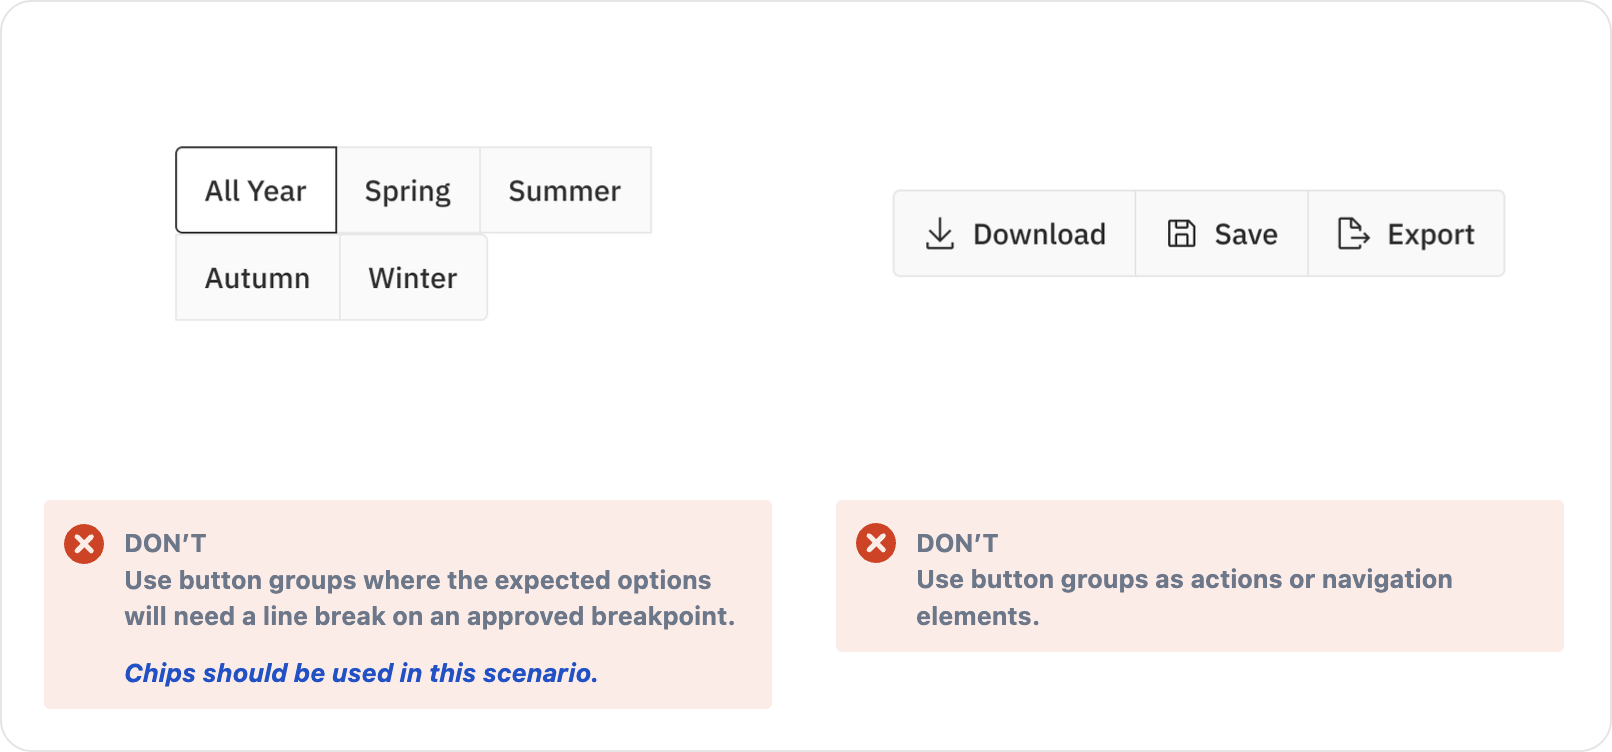 All Year
Spring
Summer
Autumn
Winter
Download
Save
Export
DON’T
Use button groups where the expected options
will need a line break on an approved breakpoint.
Chips should be used in this scenario.
DON’T
Use button groups as actions or navigation
elements.